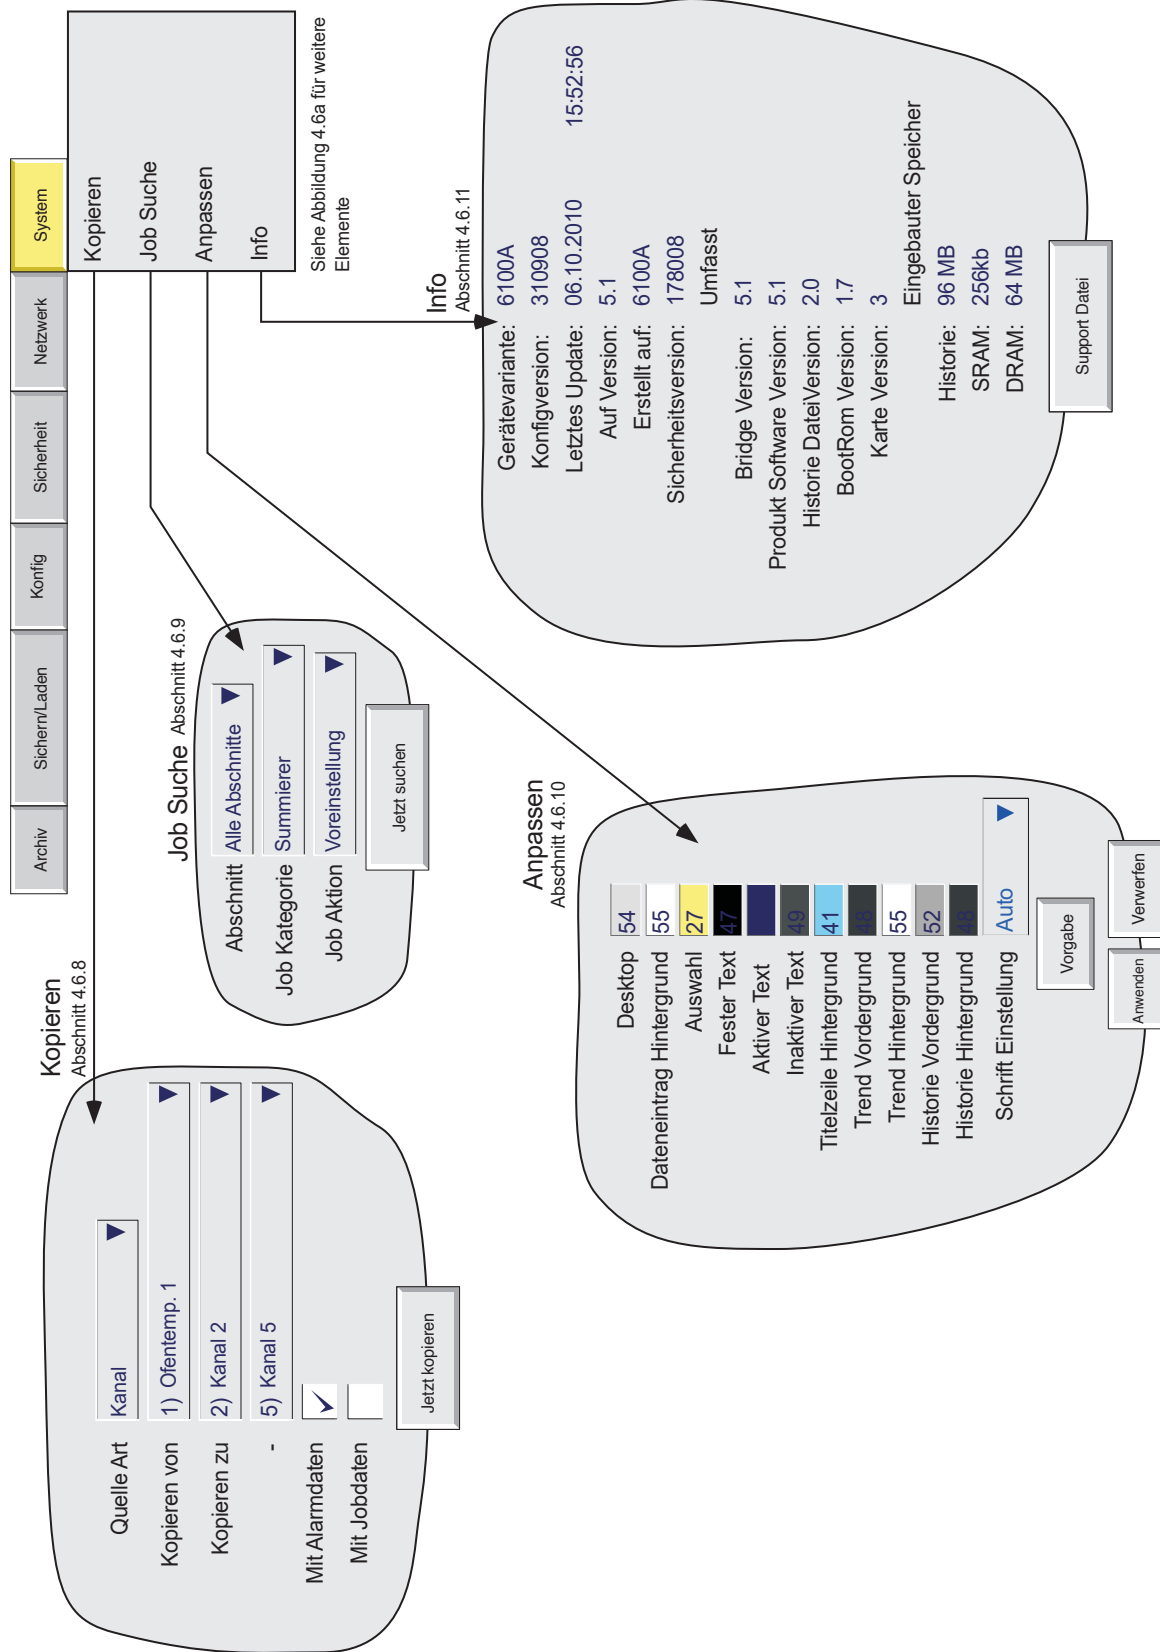 Archiv
Sichern/Laden
Konfig
Sicherheit
Netzwerk
System
Kopieren
Job Suche
Anpassen
Info
Siehe Abbildung 4.6a für weitere
Elemente
Kopieren
Abschnitt 4.6.8
Quelle Art Kanal
Kopieren von 1) Ofentemp. 1
Kopieren zu 2) Kanal 2
- 5) Kanal 5
Mit Alarmdaten
Mit Jobdaten
Jetzt kopieren
Job Suche Abschnitt 4.6.9
Abschnitt Alle Abschnitte
Job Kategorie Summierer
Job Aktion Voreinstellung
Jetzt suchen
Anpassen
Abschnitt 4.6.10
Desktop 54
Dateneintrag Hintergrund 55
Auswahl 27
Fester Text 47
Aktiver Text
Inaktiver Text 49
Titelzeile Hintergrund 41
Trend Vordergrund 48
Trend Hintergrund 55
Historie Vordergrund 52
Historie Hintergrund 48
Schrift Einstellung Auto
Vorgabe
Anwenden
Verwerfen
Info
Abschnitt 4.6.11
Gerätevariante: 6100A
Konfigversion: 310908
Letztes Update: 06.10.2010 15:52:56
Auf Version: 5.1
Erstellt auf: 6100A
Sicherheitsversion: 178008
Umfasst
Bridge Version: 5.1
Produkt Software Version: 5.1
Historie DateiVersion: 2.0
BootRom Version: 1.7
Karte Version: 3
Eingebauter Speicher
Historie: 96 MB
SRAM: 256kb
DRAM: 64 MB
Support Datei